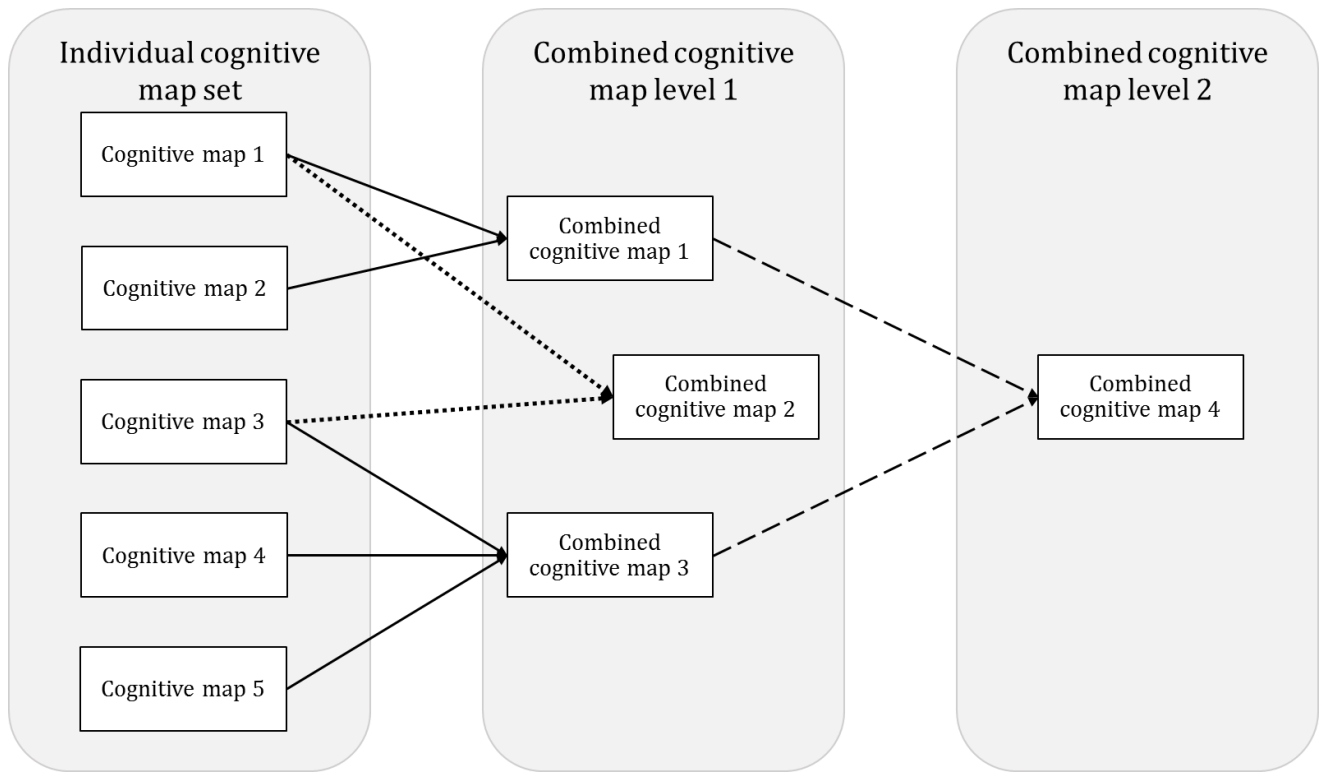 Individual cognitive
map set
Cognitive map 1
Cognitive map 2
Cognitive map 3
Cognitive map 4
Cognitive map 5
Combined cognitive
map level 1
Combined
cognitive map 1
Combined
cognitive map 2
Combined
cognitive map 3
Combined cognitive
map level 2
Combined
cognitive map 4